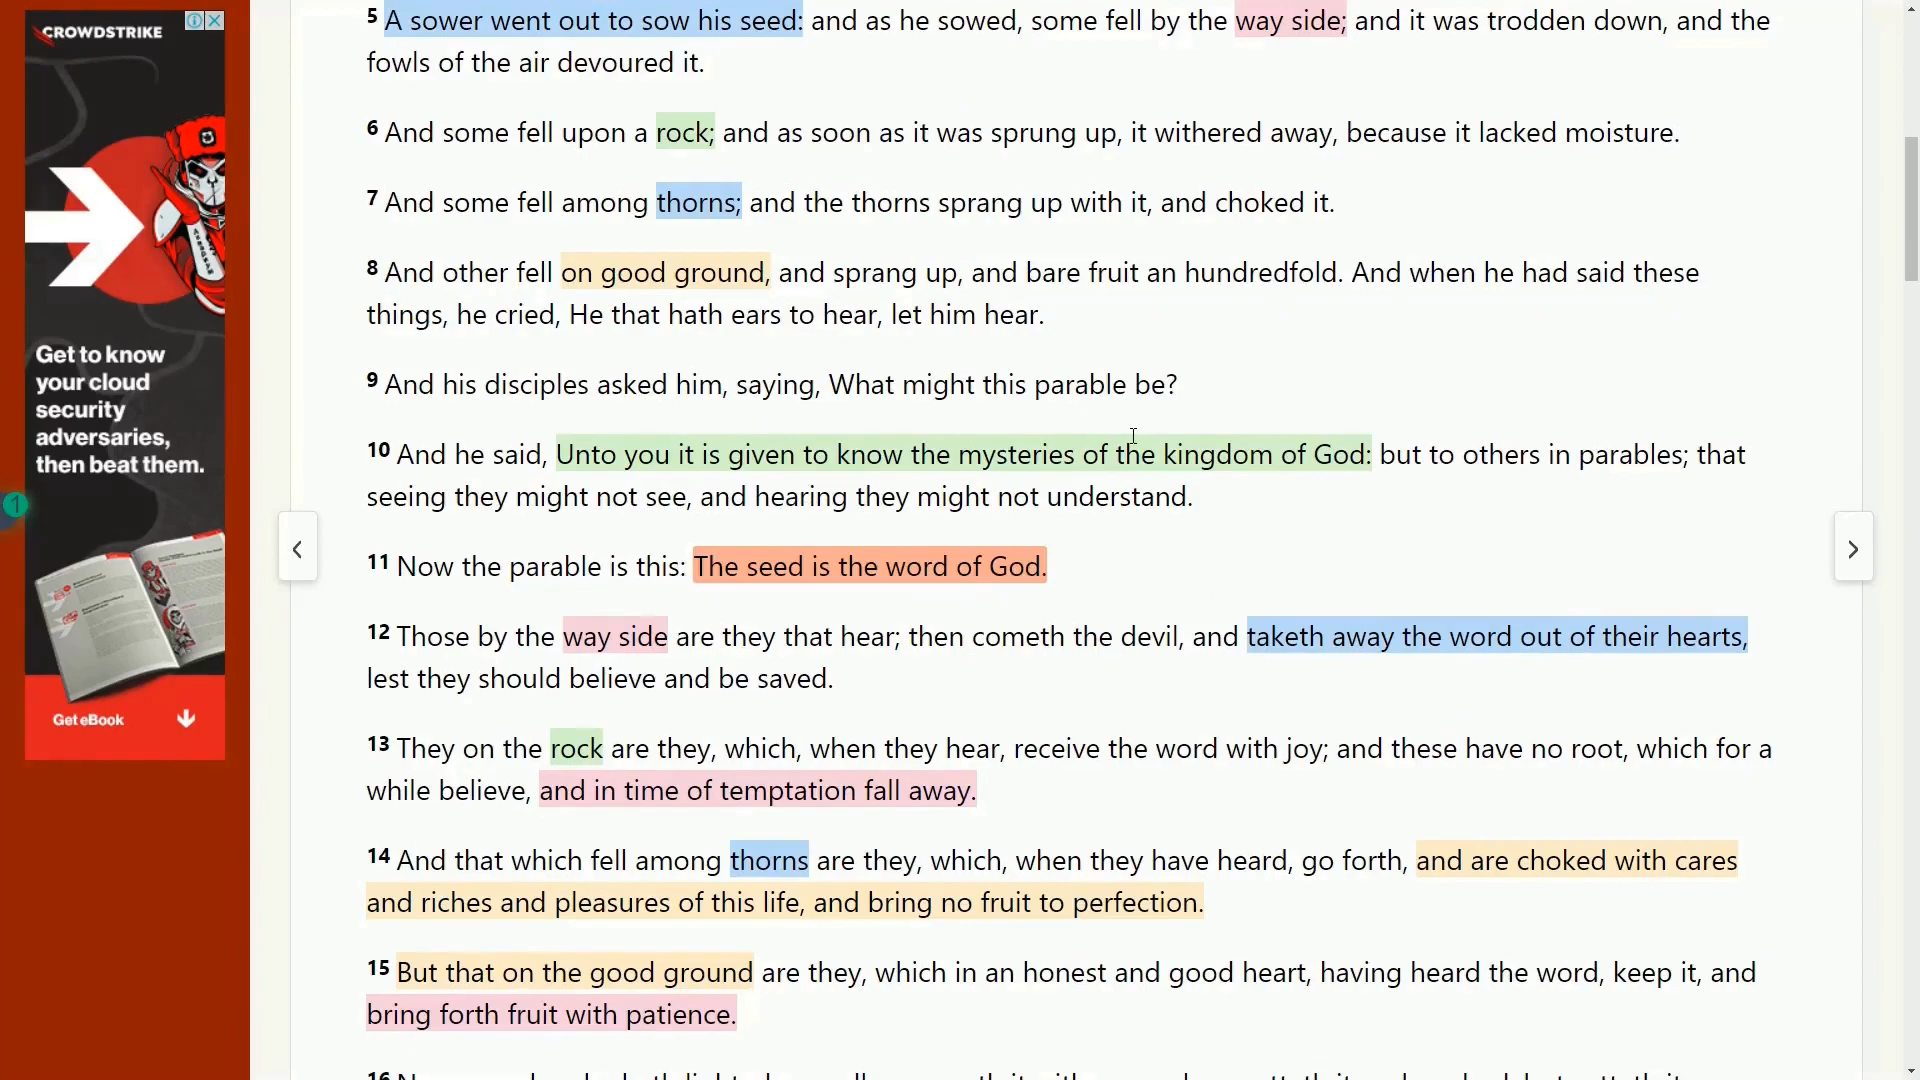 CROWDSTRIKE
Get to know
your cloud
security
adversaries,
then beat them.
Get eBook
1
5 A sower went out to sow his seed: and as he sowed, some fell by the way side; and it was trodden down, and the
fowls of the air devoured it.
6 And some fell upon a rock; and as soon as it was sprung up, it withered away, because it lacked moisture.
7 And some fell among thorns; and the thorns sprang up with it, and choked it.
8 And other fell on good ground, and sprang up, and bare fruit an hundredfold. And when he had said these
things, he cried, He that hath ears to hear, let him hear.
9 And his disciples asked him, saying, What might this parable be?
10 And he said, Unto you it is given to know the mysteries of the kingdom of God: but to others in parables; that
seeing they might not see, and hearing they might not understand.
11 Now the parable is this: The seed is the word of God.
12 Those by the way side are they that hear; then cometh the devil, and taketh away the word out of their hearts,
lest they should believe and be saved.
13 They on the rock are they, which, when they hear, receive the word with joy; and these have no root, which for a
while believe, and in time of temptation fall away.
14 And that which fell among thorns are they, which, when they have heard, go forth, and are choked with cares
and riches and pleasures of this life, and bring no fruit to perfection.
15 But that on the good ground are they, which in an honest and good heart, having heard the word, keep it, and
bring forth fruit with patience.
16